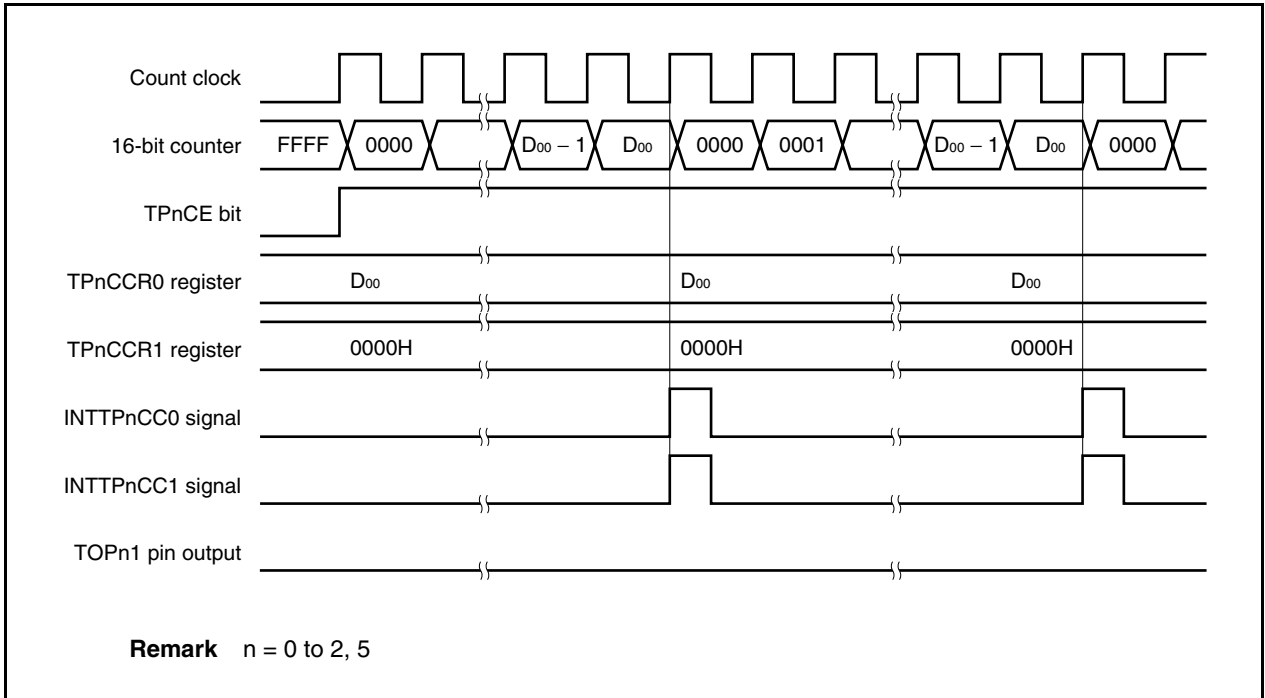 Count clock
16-bit counter FFFF 0000 D00 − 1 D00 0000 0001 D00 − 1 D00 0000
TPnCE bit
TPnCCR0 register D00 D00 D00
TPnCCR1 register 0000H 0000H 0000H
INTTPnCC0 signal
INTTPnCC1 signal
TOPn1 pin output
Remark n = 0 to 2, 5